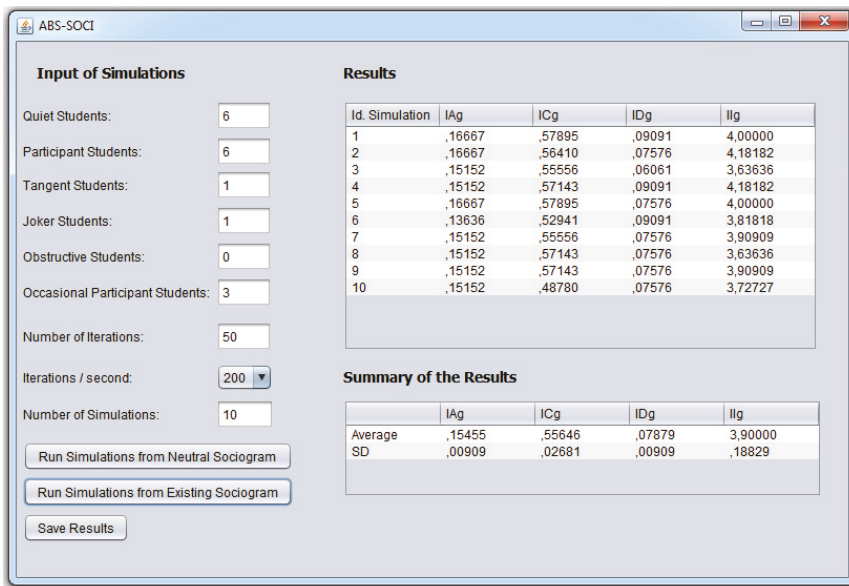 ABS-SOCI
Input of Simulations
Quiet Students: 6
Participant Students: 6
Tangent Students: 1
Joker Students: 1
Obstructive Students: 0
Occasional Participant Students: 3
Number of Iterations: 50
Iterations / second: 200
Number of Simulations: 10
Run Simulations from Neutral Sociogram
Run Simulations from Existing Sociogram
Save Results
Results
Id. Simulation IAg ICg IDg IIg
1 ,16667 ,57895 ,09091 4,00000
2 ,16667 ,56410 ,07576 4,18182
3 ,15152 ,55556 ,06061 3,63636
4 ,15152 ,57143 ,09091 4,18182
5 ,16667 ,57895 ,07576 4,00000
6 ,13636 ,52941 ,09091 3,81818
7 ,15152 ,55556 ,07576 3,90909
8 ,15152 ,57143 ,07576 3,63636
9 ,15152 ,57143 ,07576 3,90909
10 ,15152 ,48780 ,07576 3,72727
Summary of the Results
IAg ICg IDg IIg
Average ,15455 ,55646 ,07879 3,90000
SD ,00909 ,02681 ,00909 ,18829